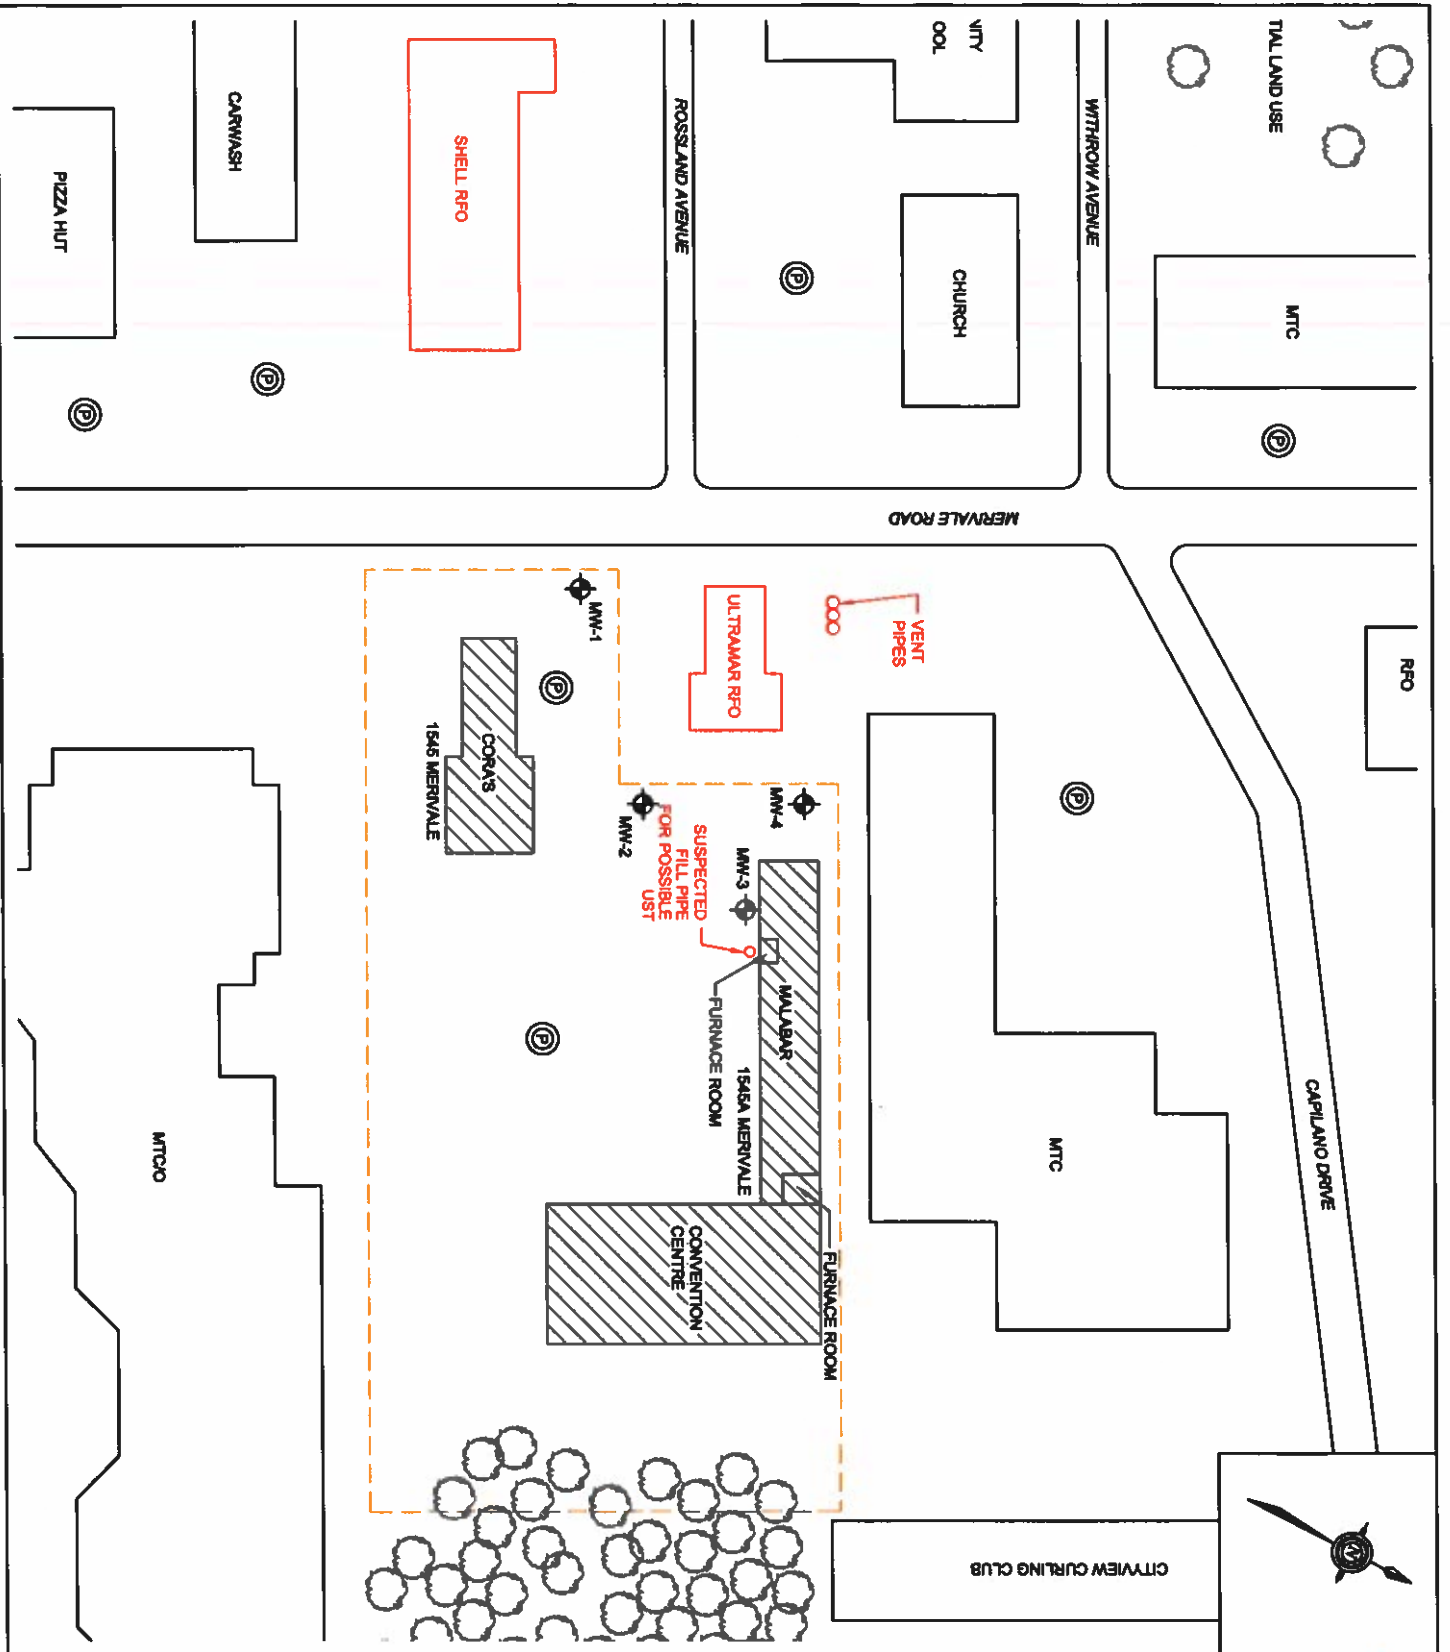 TIAL LAND USE
NITY
OOL
WITHROW AVENUE
MTC
CHURCH
ROSSLAND AVENUE
SHELL RFO
CARWASH
PIZZA HUT
P
P
P
P
MERIVALE ROAD
RFO
VENT
PIPES
ULTRAMAR RFO
MW-1
P
CORA'S
1545 MERIVALE
MW-4
MW-2
MW-3
SUSPECTED
FILL PIPE
FOR POSSIBLE
UST
P
CAPILANO DRIVE
MTC
MALABAR
1545A MERIVALE
FURNACE ROOM
P
MTC/O
FURNACE ROOM
CONVENTION
CENTRE
CITYVIEW CURLING CLUB
N